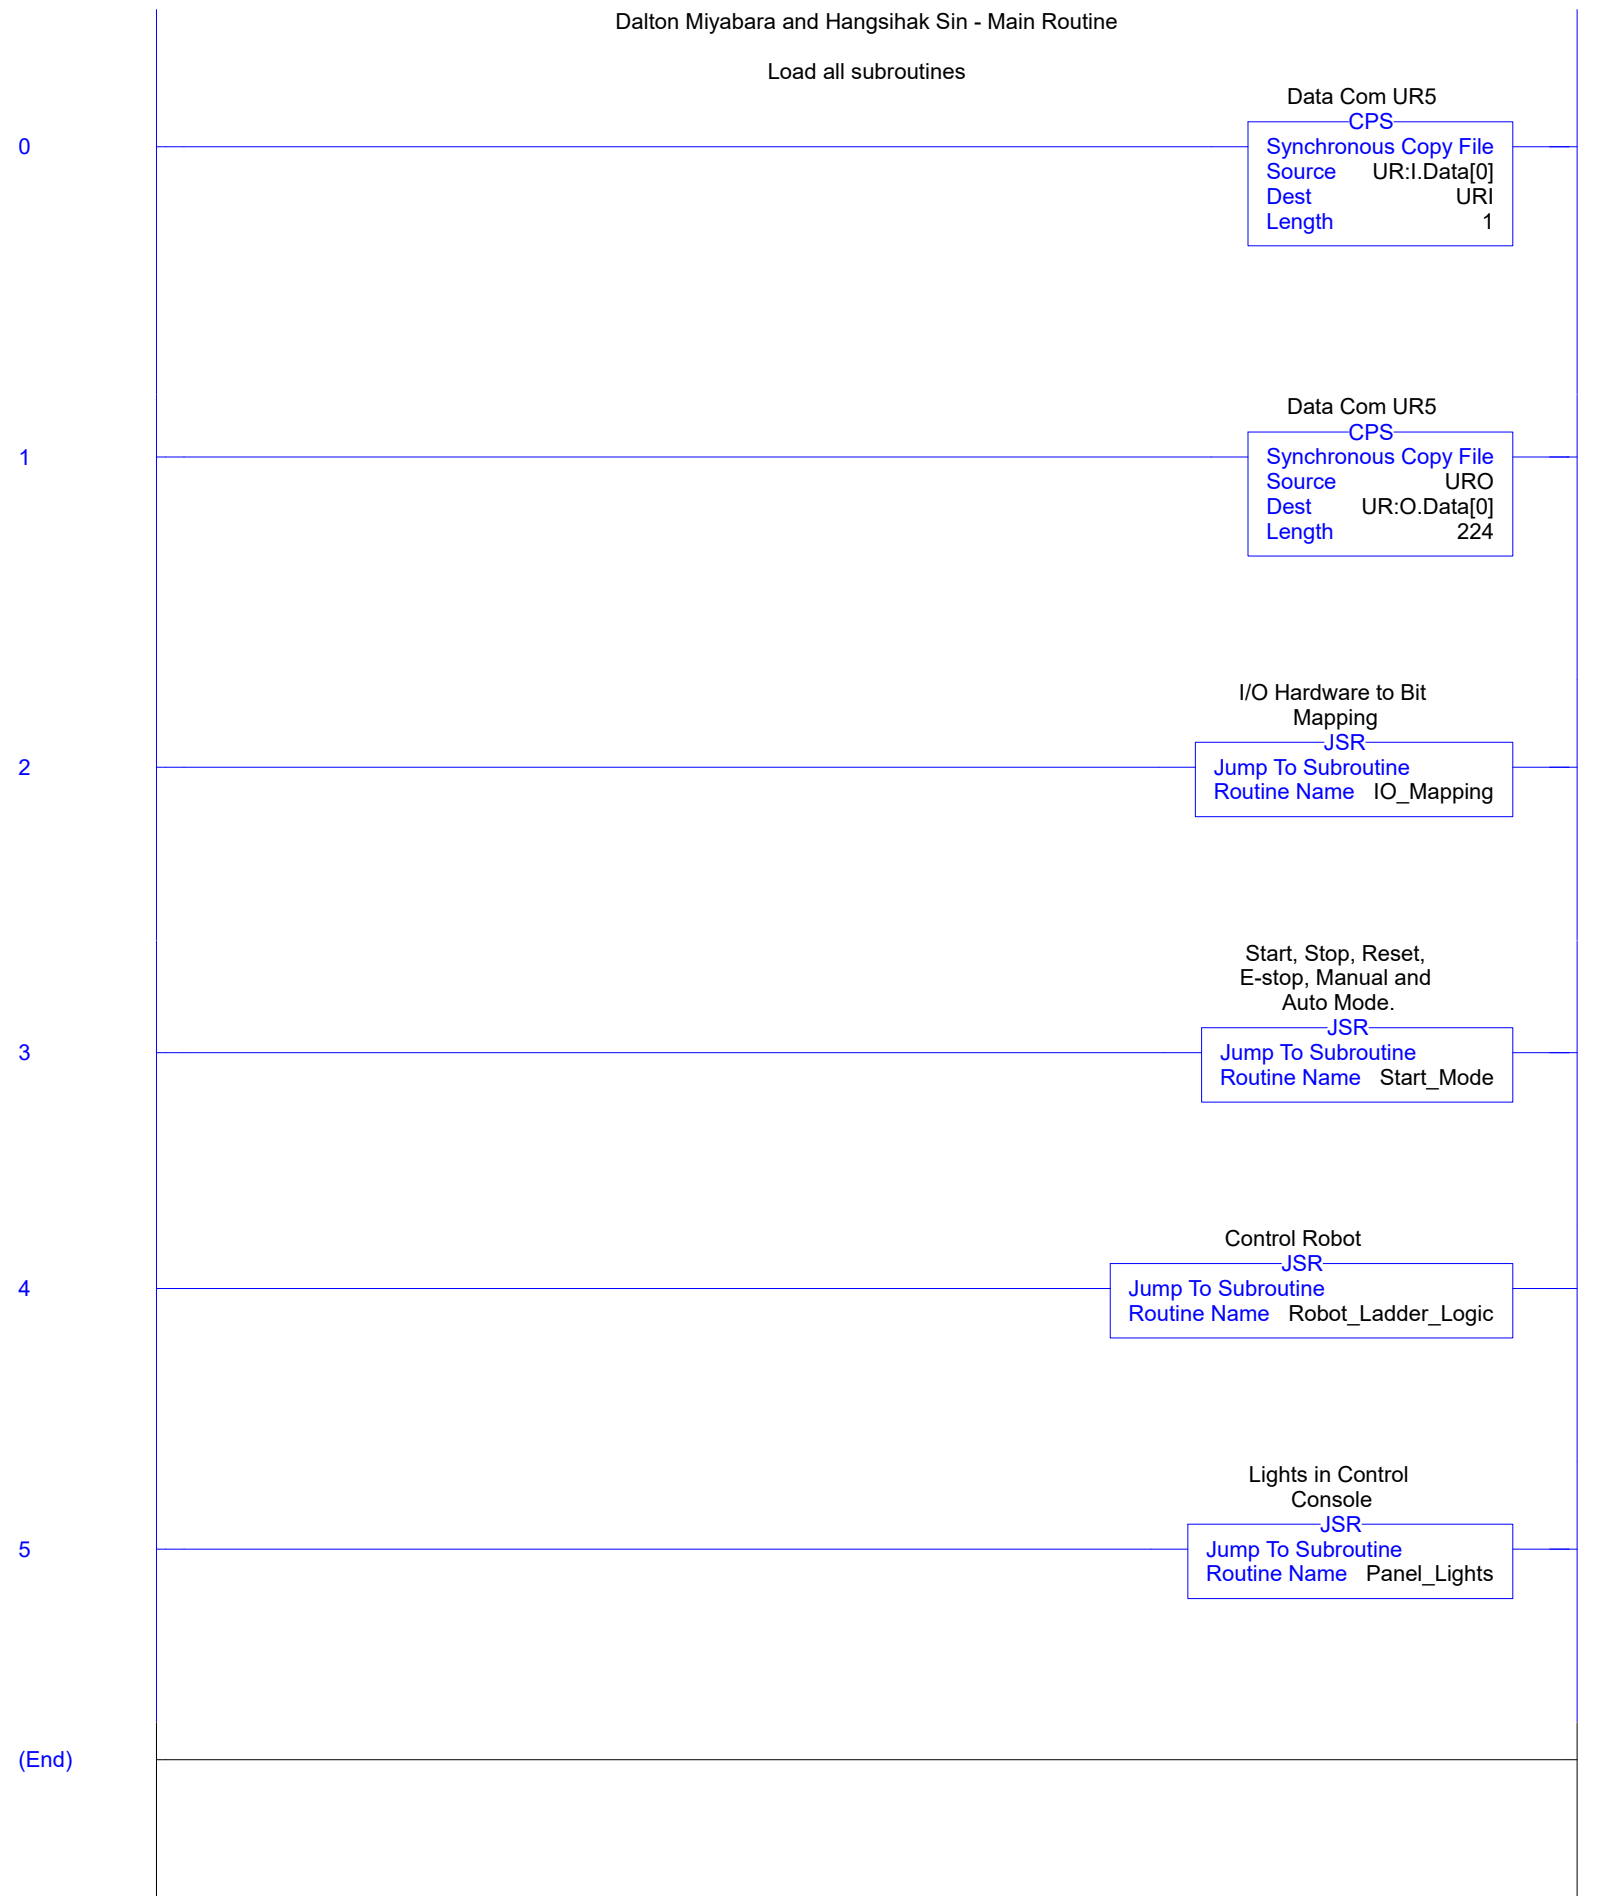 Dalton Miyabara and Hangsihak Sin - Main Routine
Load all subroutines
Data Com UR5
CPS
0
Synchronous Copy File
Source UR:I.Data[0]
Dest URI
Length 1
Data Com UR5
CPS
1
Synchronous Copy File
Source URO
Dest UR:O.Data[0]
Length 224
I/O Hardware to Bit
Mapping
JSR
2
Jump To Subroutine
Routine Name IO_Mapping
Start, Stop, Reset,
E-stop, Manual and
Auto Mode.
JSR
3
Jump To Subroutine
Routine Name Start_Mode
Control Robot
JSR
4
Jump To Subroutine
Routine Name Robot_Ladder_Logic
Lights in Control
Console
JSR
5
Jump To Subroutine
Routine Name Panel_Lights
(End)